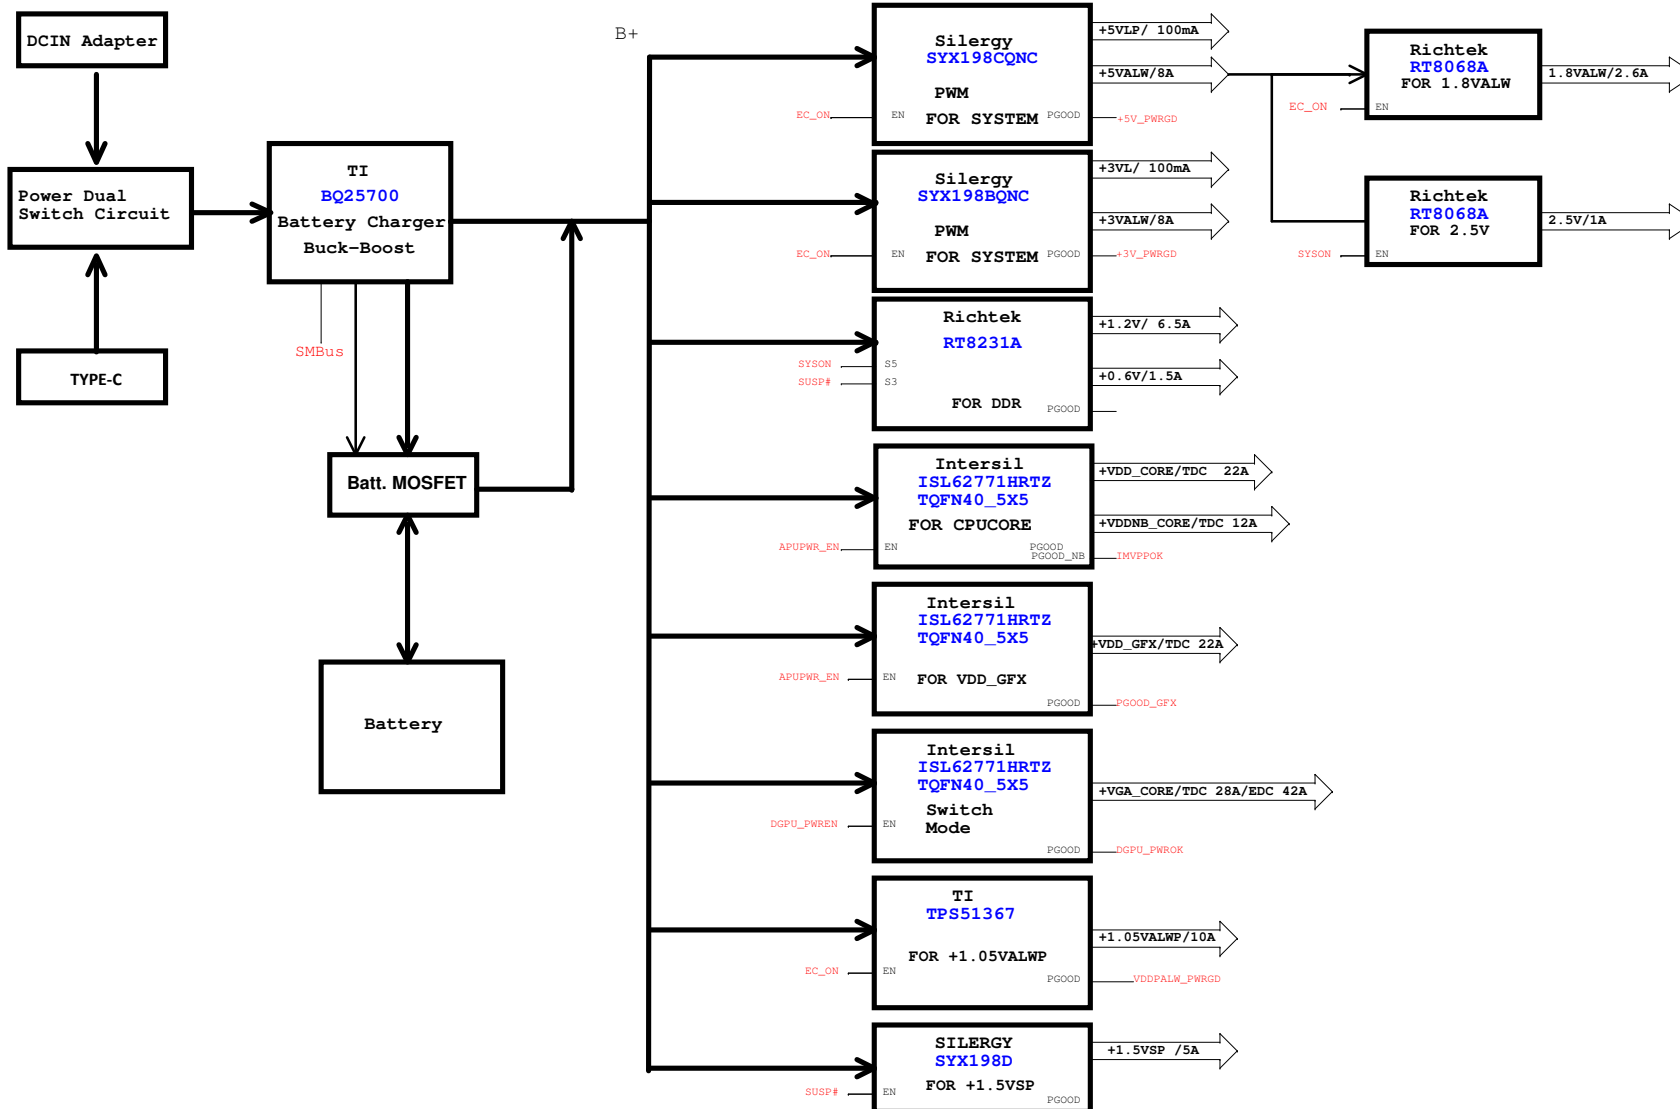 DCIN Adapter
Power Dual
Switch Circuit
TYPE-C
TI
BQ25700
Battery Charger
Buck-Boost
SMBus
Batt. MOSFET
Battery
B+
Silergy
SYX198CQNC
PWM
FOR SYSTEM
EC_ON
EN
PGOOD
+5VLP/ 100mA
+5VALW/8A
+5V_PWRGD
Richtek
RT8068A
FOR 1.8VALW
EC_ON
EN
1.8VALW/2.6A
Silergy
SYX198BQNC
PWM
FOR SYSTEM
EC_ON
EN
PGOOD
+3VL/ 100mA
+3VALW/8A
+3V_PWRGD
Richtek
RT8068A
FOR 2.5V
SYSON
EN
2.5V/1A
Richtek
RT8231A
SYSON
S5
SUSP#
S3
FOR DDR
PGOOD
+1.2V/ 6.5A
+0.6V/1.5A
Intersil
ISL62771HRTZ
TQFN40_5X5
FOR CPUCORE
APUPWR_EN
EN
PGOOD
PGOOD_NB
+VDD_CORE/TDC 22A
+VDDNB_CORE/TDC 12A
IMVPPOK
Intersil
ISL62771HRTZ
TQFN40_5X5
FOR VDD_GFX
APUPWR_EN
EN
PGOOD
+VDD_GFX/TDC 22A
PGOOD_GFX
Intersil
ISL62771HRTZ
TQFN40_5X5
Switch
Mode
DGPU_PWREN
EN
PGOOD
+VGA_CORE/TDC 28A/EDC 42A
DGPU_PWROK
TI
TPS51367
FOR +1.05VALWP
EC_ON
EN
PGOOD
+1.05VALWP/10A
VDDPALW_PWRGD
SILERGY
SYX198D
FOR +1.5VSP
SUSP#
EN
PGOOD
+1.5VSP /5A